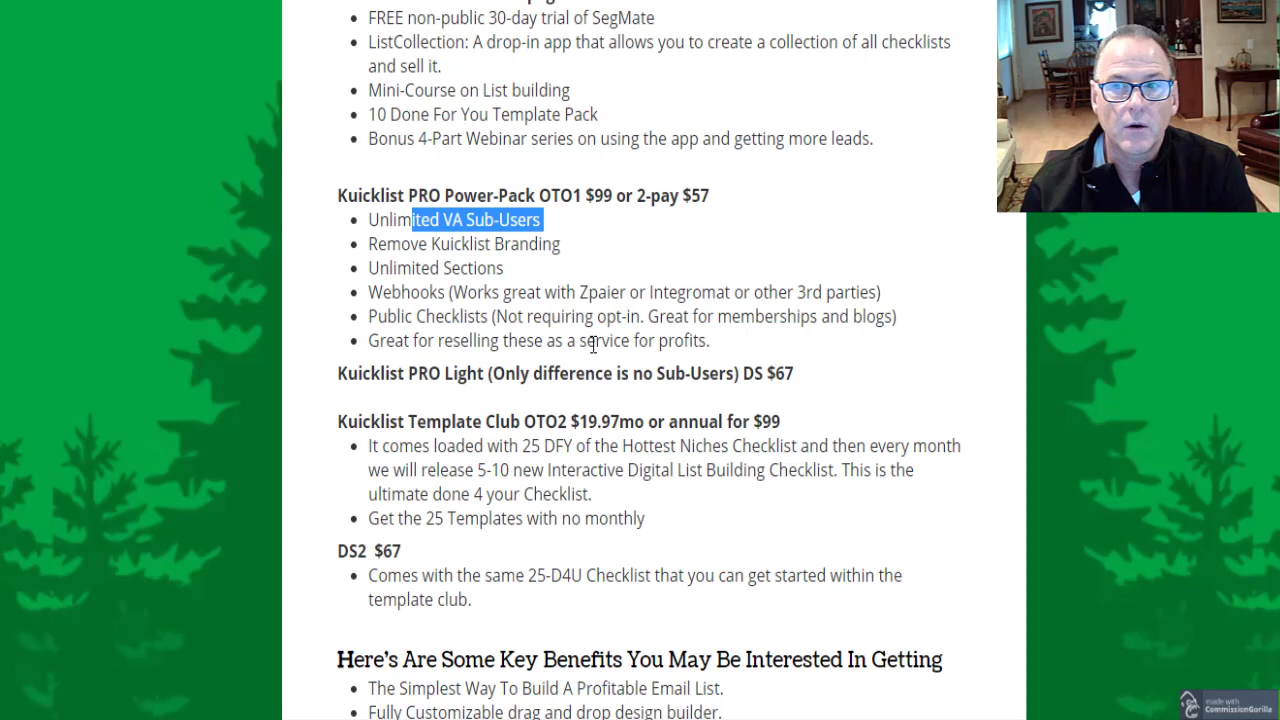 FREE non-public 30-day trial of SegMate
ListCollection: A drop-in app that allows you to create a collection of all checklists
and sell it.
Mini-Course on List building
10 Done For You Template Pack
Bonus 4-Part Webinar series on using the app and getting more leads.
Kuicklist PRO Power-Pack OTO1 $99 or 2-pay $57
Unlimited VA Sub-Users
Remove Kuicklist Branding
Unlimited Sections
Webhooks (Works great with Zpaier or Integromat or other 3rd parties)
Public Checklists (Not requiring opt-in. Great for memberships and blogs)
Great for reselling these as a service for profits.
Kuicklist PRO Light (Only difference is no Sub-Users) DS $67
Kuicklist Template Club OTO2 $19.97mo or annual for $99
It comes loaded with 25 DFY of the Hottest Niches Checklist and then every month
we will release 5-10 new Interactive Digital List Building Checklist. This is the
ultimate done 4 your Checklist.
Get the 25 Templates with no monthly
DS2 $67
Comes with the same 25-D4U Checklist that you can get started within the
template club.
Here's Are Some Key Benefits You May Be Interested In Getting
The Simplest Way To Build A Profitable Email List.
Fully Customizable drag and drop design builder.
made with
COMMISSIONGORILLA